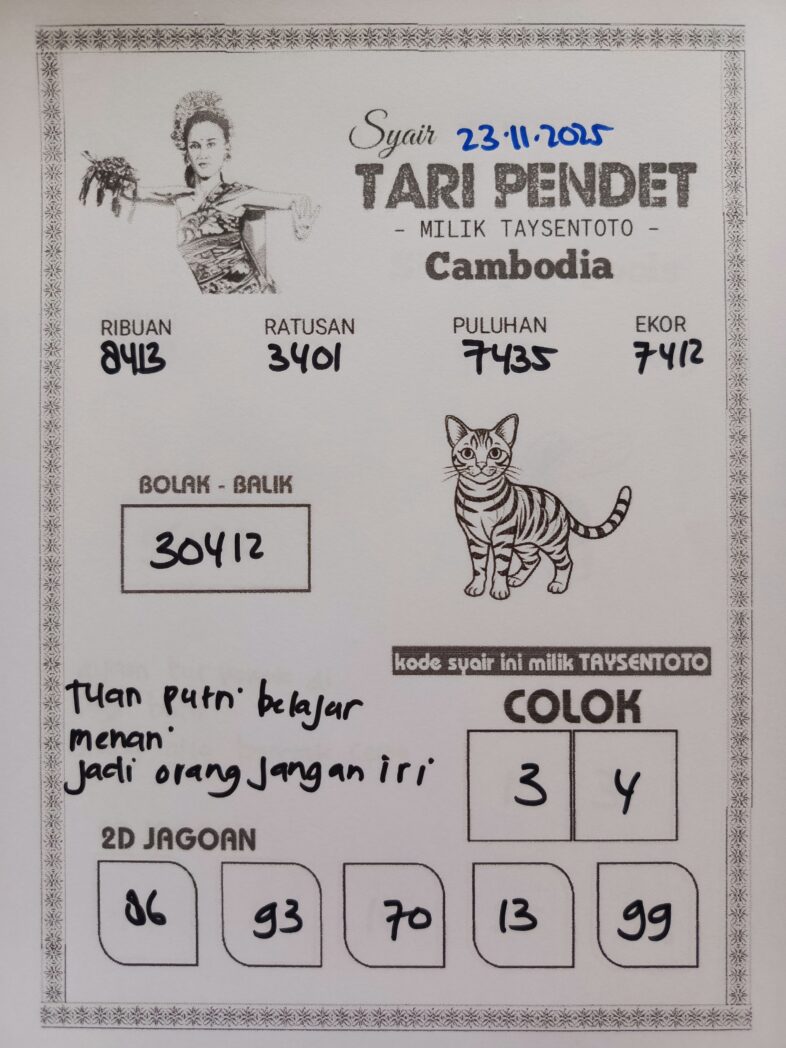 Syair 23.11.2025
TARI PENDET
- MILIK TAYSENTOTO -
Cambodia
RIBUAN RATUSAN PULUHAN EKOR
8413 3401 7435 7412
BOLAK - BALIK
30412
kode syair ini milik TAYSENTOTO
COLOK
3 4
tuan putri belajar
menari
jadi orang jangan iri
2D JAGOAN
86 93 70 13 99